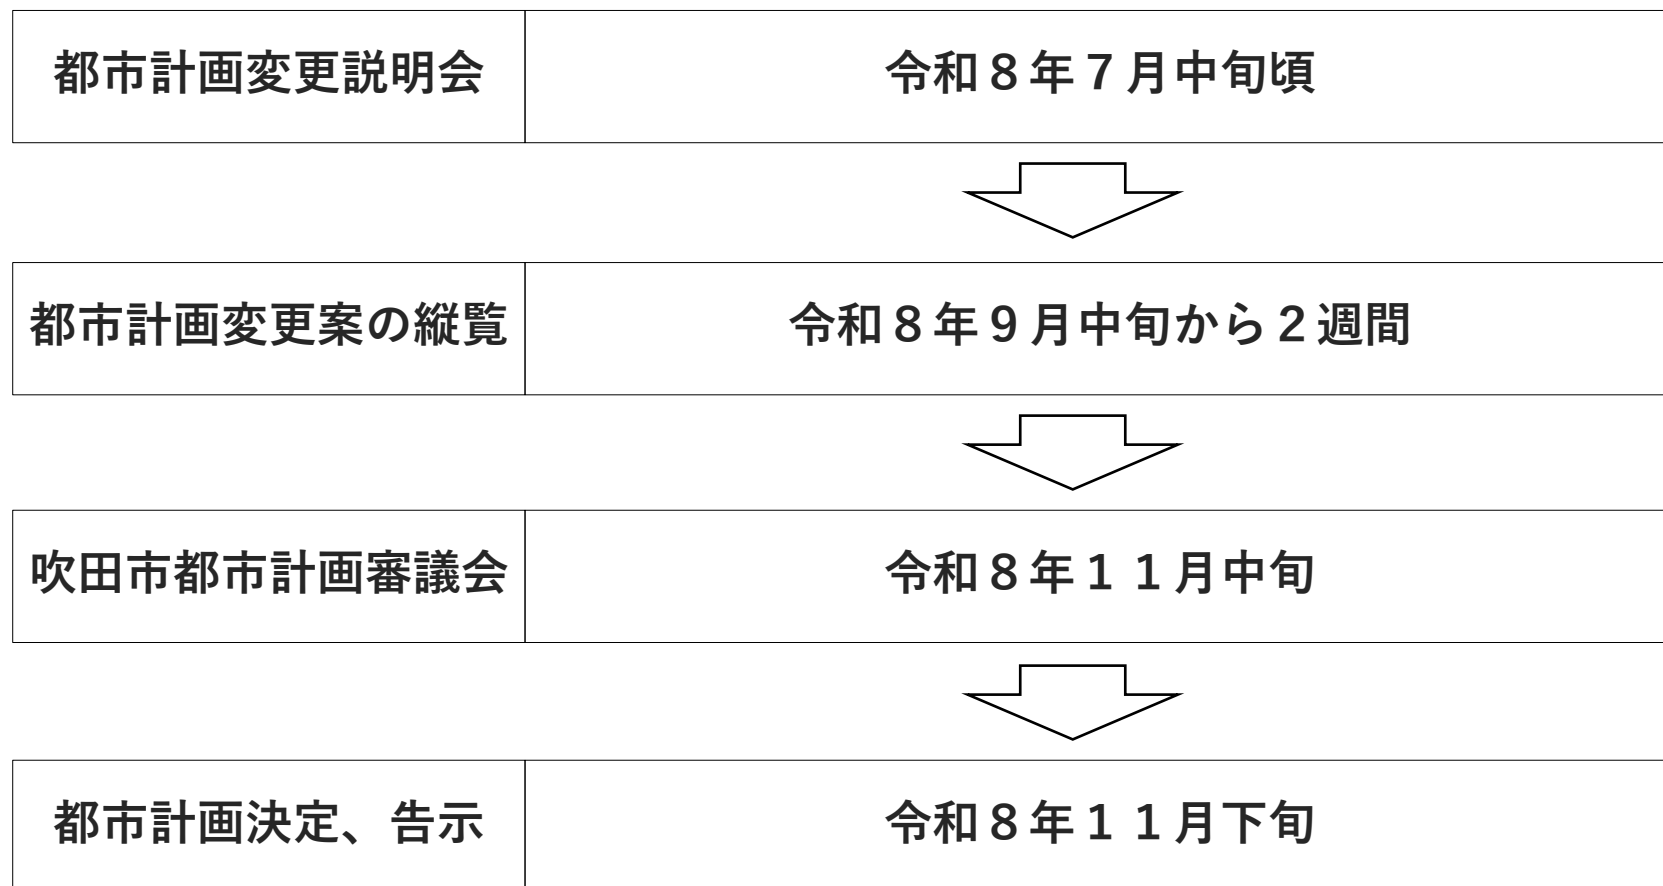 都市計画変更説明会 令和８年７月中旬頃
都市計画変更案の縦覧 令和８年９月中旬から２週間
吹田市都市計画審議会 令和８年１１月中旬
都市計画決定、告示 令和８年１１月下旬